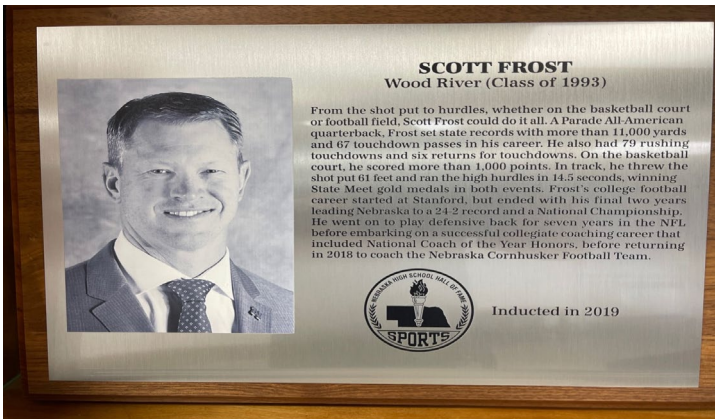 SCOTT FROST
Wood River (Class of 1993)
From the shot put to hurdles, whether on the basketball court
or football field, Scott Frost could do it all. A Parade All-American
quarterback, Frost set state records with more than 11,000 yards
and 67 touchdown passes in his career. He also had 79 rushing
touchdowns and six returns for touchdowns. On the basketball
court, he scored more than 1,000 points. In track, he threw the
shot put 61 feet and ran the high hurdles in 14.5 seconds, winning
State Meet gold medals in both events. Frost's college football
career started at Stanford, but ended with his final two years
leading Nebraska to a 24-2 record and a National Championship.
He went on to play defensive back for seven years in the NFL
before embarking on a successful collegiate coaching career that
included National Coach of the Year Honors, before returning
in 2018 to coach the Nebraska Cornhusker Football Team.
NEBRASKA HIGH SCHOOL HALL OF FAME
SPORTS
Inducted in 2019